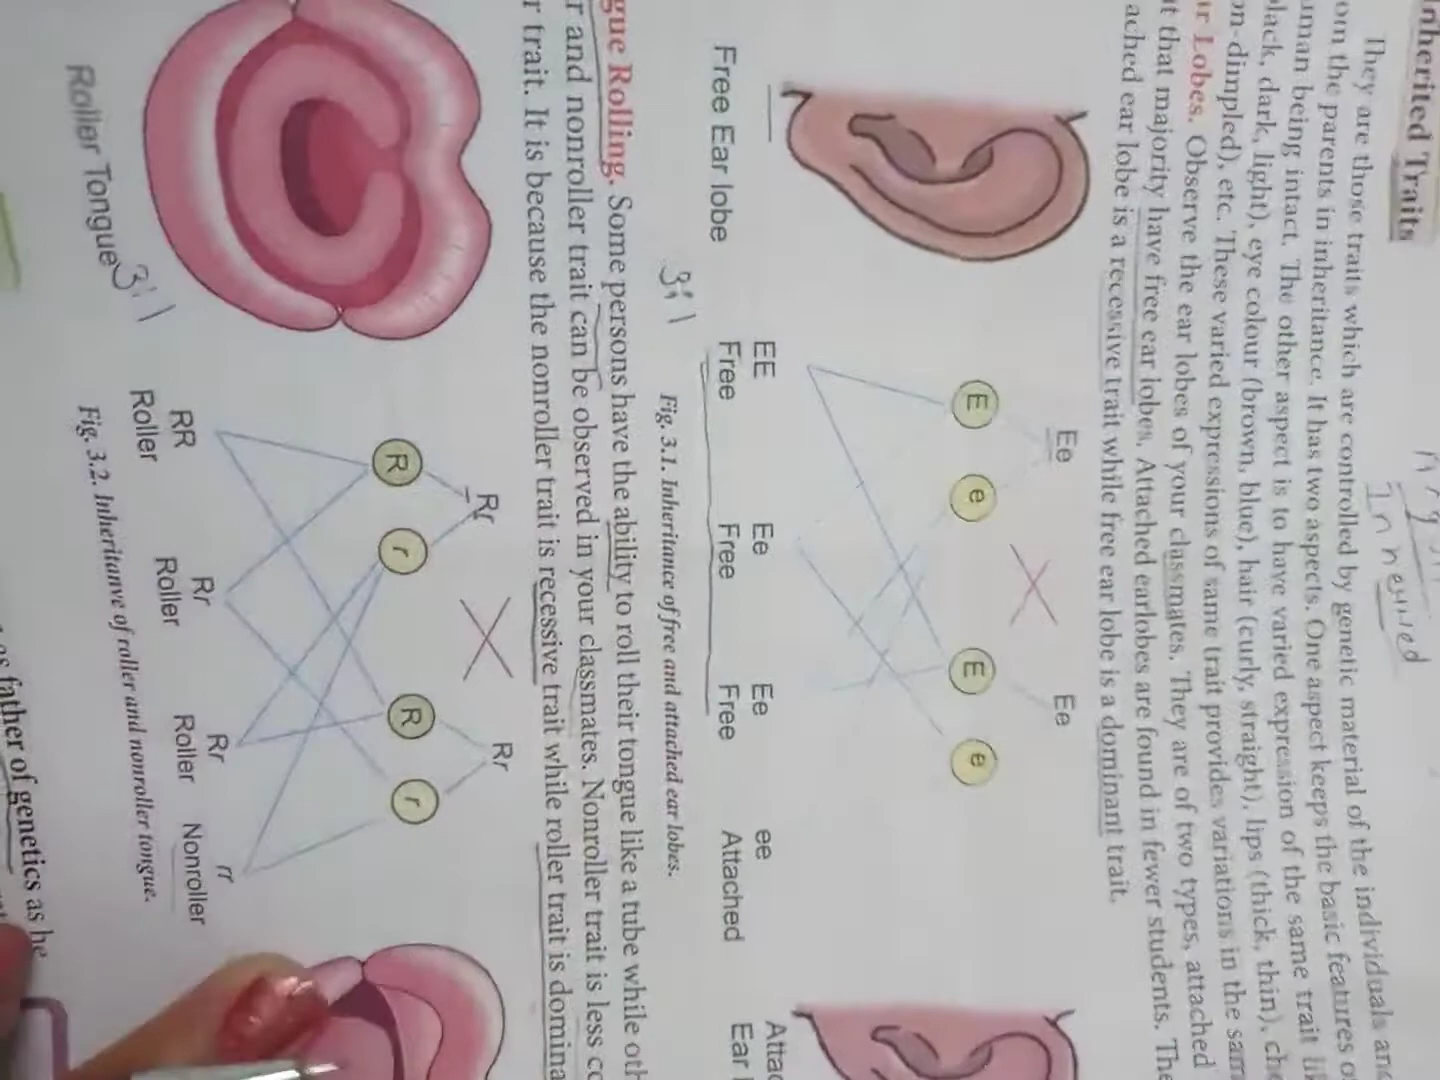 nherited Traits
They are those traits which are controlled by genetic material of the individuals and
om the parents in inheritance. It has two aspects. One aspect keeps the basic features o
uman being intact. The other aspect is to have varied expression of the same trait li
lack, dark, light), eye colour (brown, blue), hair (curly, straight), lips (thick, thin), che
on-dimpled), etc. These varied expressions of same trait provides variations in the sam
r Lobes. Observe the ear lobes of your classmates. They are of two types, attached
t that majority have free ear lobes. Attached earlobes are found in fewer students. The
ached ear lobe is a recessive trait while free ear lobe is a dominant trait.
Ee Ee
E e E e
EE Ee Ee ee
Free Free Free Attached
Free Ear lobe
Attac
Ear l
3:1
Fig. 3.1. Inheritance of free and attached ear lobes.
gue Rolling. Some persons have the ability to roll their tongue like a tube while oth
r and nonroller trait can be observed in your classmates. Nonroller trait is less co
r trait. It is because the nonroller trait is recessive trait while roller trait is domina
Rr Rr
R r R r
RR Rr Rr rr
Roller Roller Roller Nonroller
Roller Tongue
3:1
Fig. 3.2. Inheritanve of roller and nonroller tongue.
as father of genetics as he